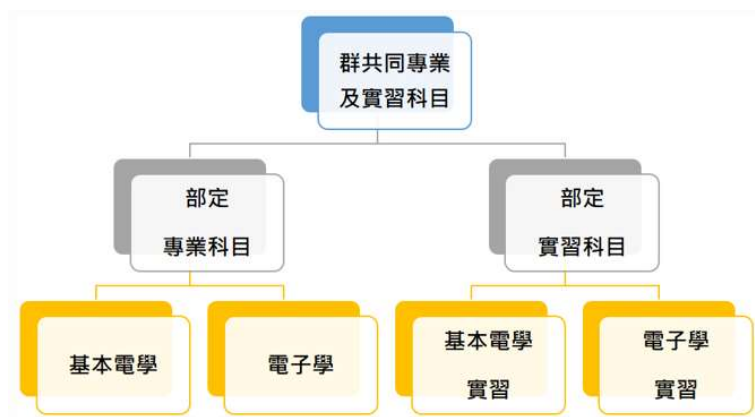 群共同專業
及實習科目
部定
專業科目
部定
實習科目
基本電學
電子學
基本電學
實習
電子學
實習